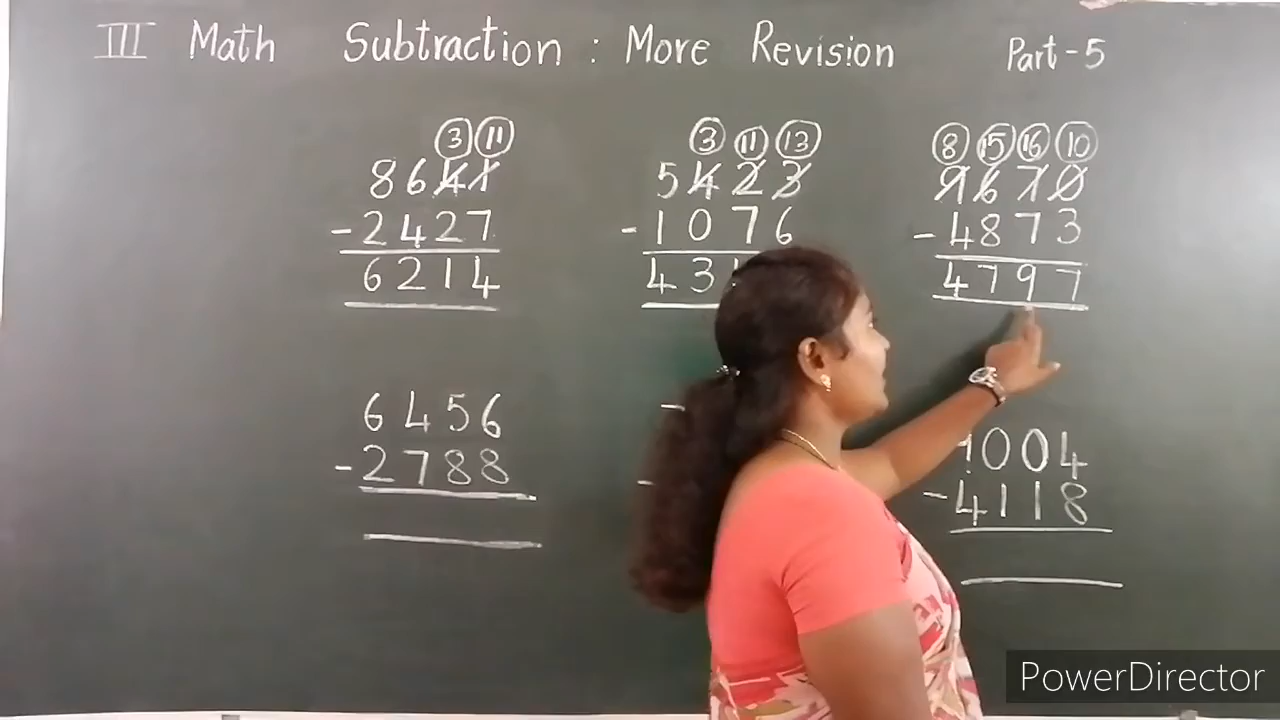 III Math Subtraction : More Revision Part-5
3 11 3 11 13 8 15 16 10
8641 5423 9670
-2427 -1076 -4873
6214 43 4797
6456 004
-2788 - -4118
PowerDirector